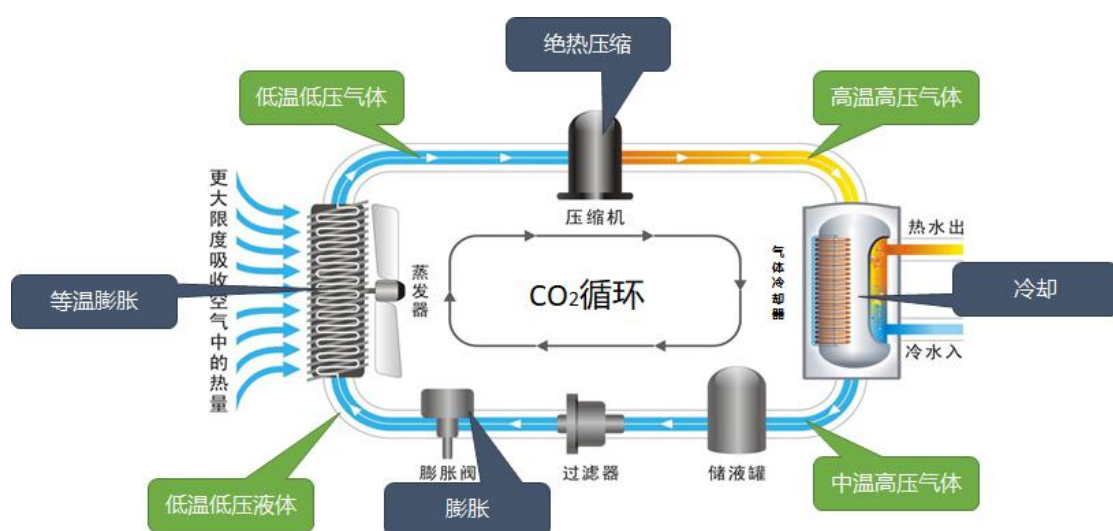 绝热压缩
低温低压气体
高温高压气体
压缩机
更大限度吸收空气中的热量
蒸发器
等温膨胀
CO₂循环
气体冷却器
热水出
冷却
冷水入
膨胀阀
过滤器
储液罐
低温低压液体
膨胀
中温高压气体